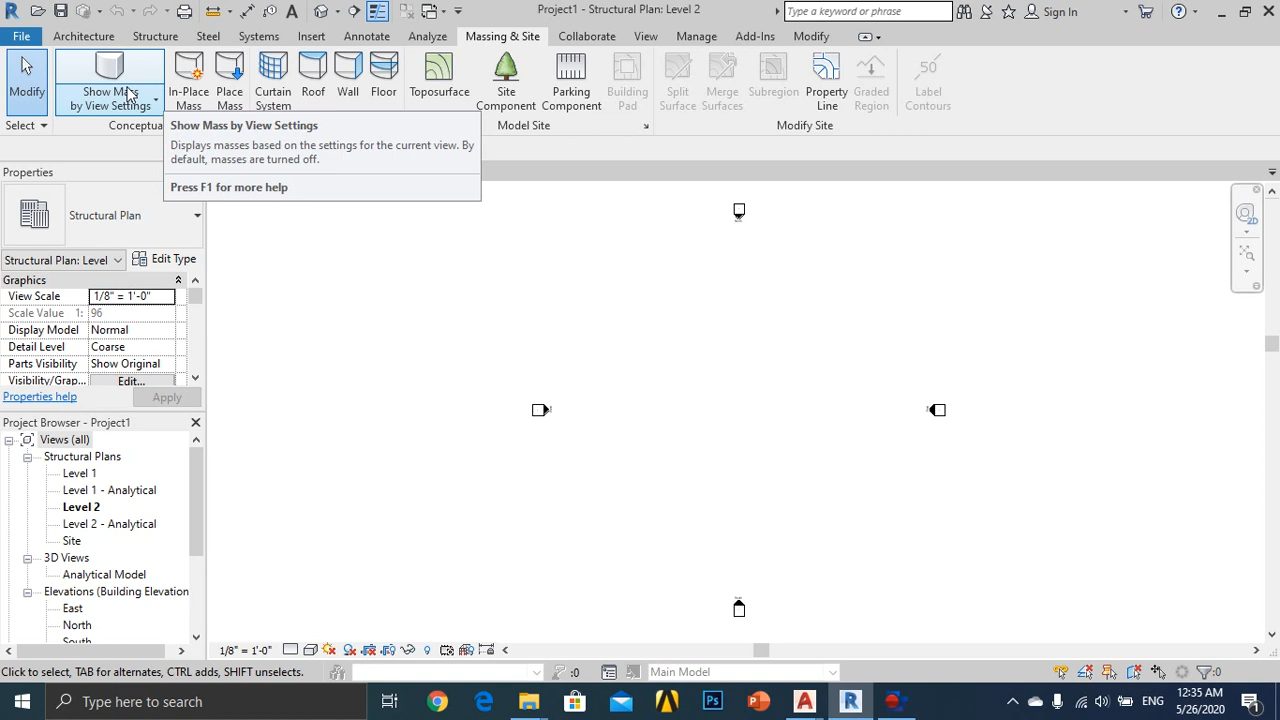 Project1 - Structural Plan: Level 2
Type a keyword or phrase
Sign In
File
Architecture
Structure
Steel
Systems
Insert
Annotate
Analyze
Massing & Site
Collaborate
View
Manage
Add-Ins
Modify
Modify
Show Mass
by View Settings
In-Place
Mass
Place
Mass
Curtain
System
Roof
Wall
Floor
Toposurface
Site
Component
Parking
Component
Building
Pad
Split
Surface
Merge
Surfaces
Subregion
Property
Line
Graded
Region
50
Label
Contours
Select
Conceptua
Model Site
Modify Site
Show Mass by View Settings
Displays masses based on the settings for the current view. By
default, masses are turned off.
Press F1 for more help
Properties
Structural Plan
Structural Plan: Level
Edit Type
Graphics
View Scale
1/8" = 1'-0"
Scale Value 1:
96
Display Model
Normal
Detail Level
Coarse
Parts Visibility
Show Original
Visibility/Grap...
Edit...
Properties help
Apply
Project Browser - Project1
Views (all)
Structural Plans
Level 1
Level 1 - Analytical
Level 2
Level 2 - Analytical
Site
3D Views
Analytical Model
Elevations (Building Elevation
East
North
South
2D
1/8" = 1'-0"
Click to select, TAB for alternates, CTRL adds, SHIFT unselects.
:0
Main Model
:0
Type here to search
Ps
ENG
12:35 AM
5/26/2020
1